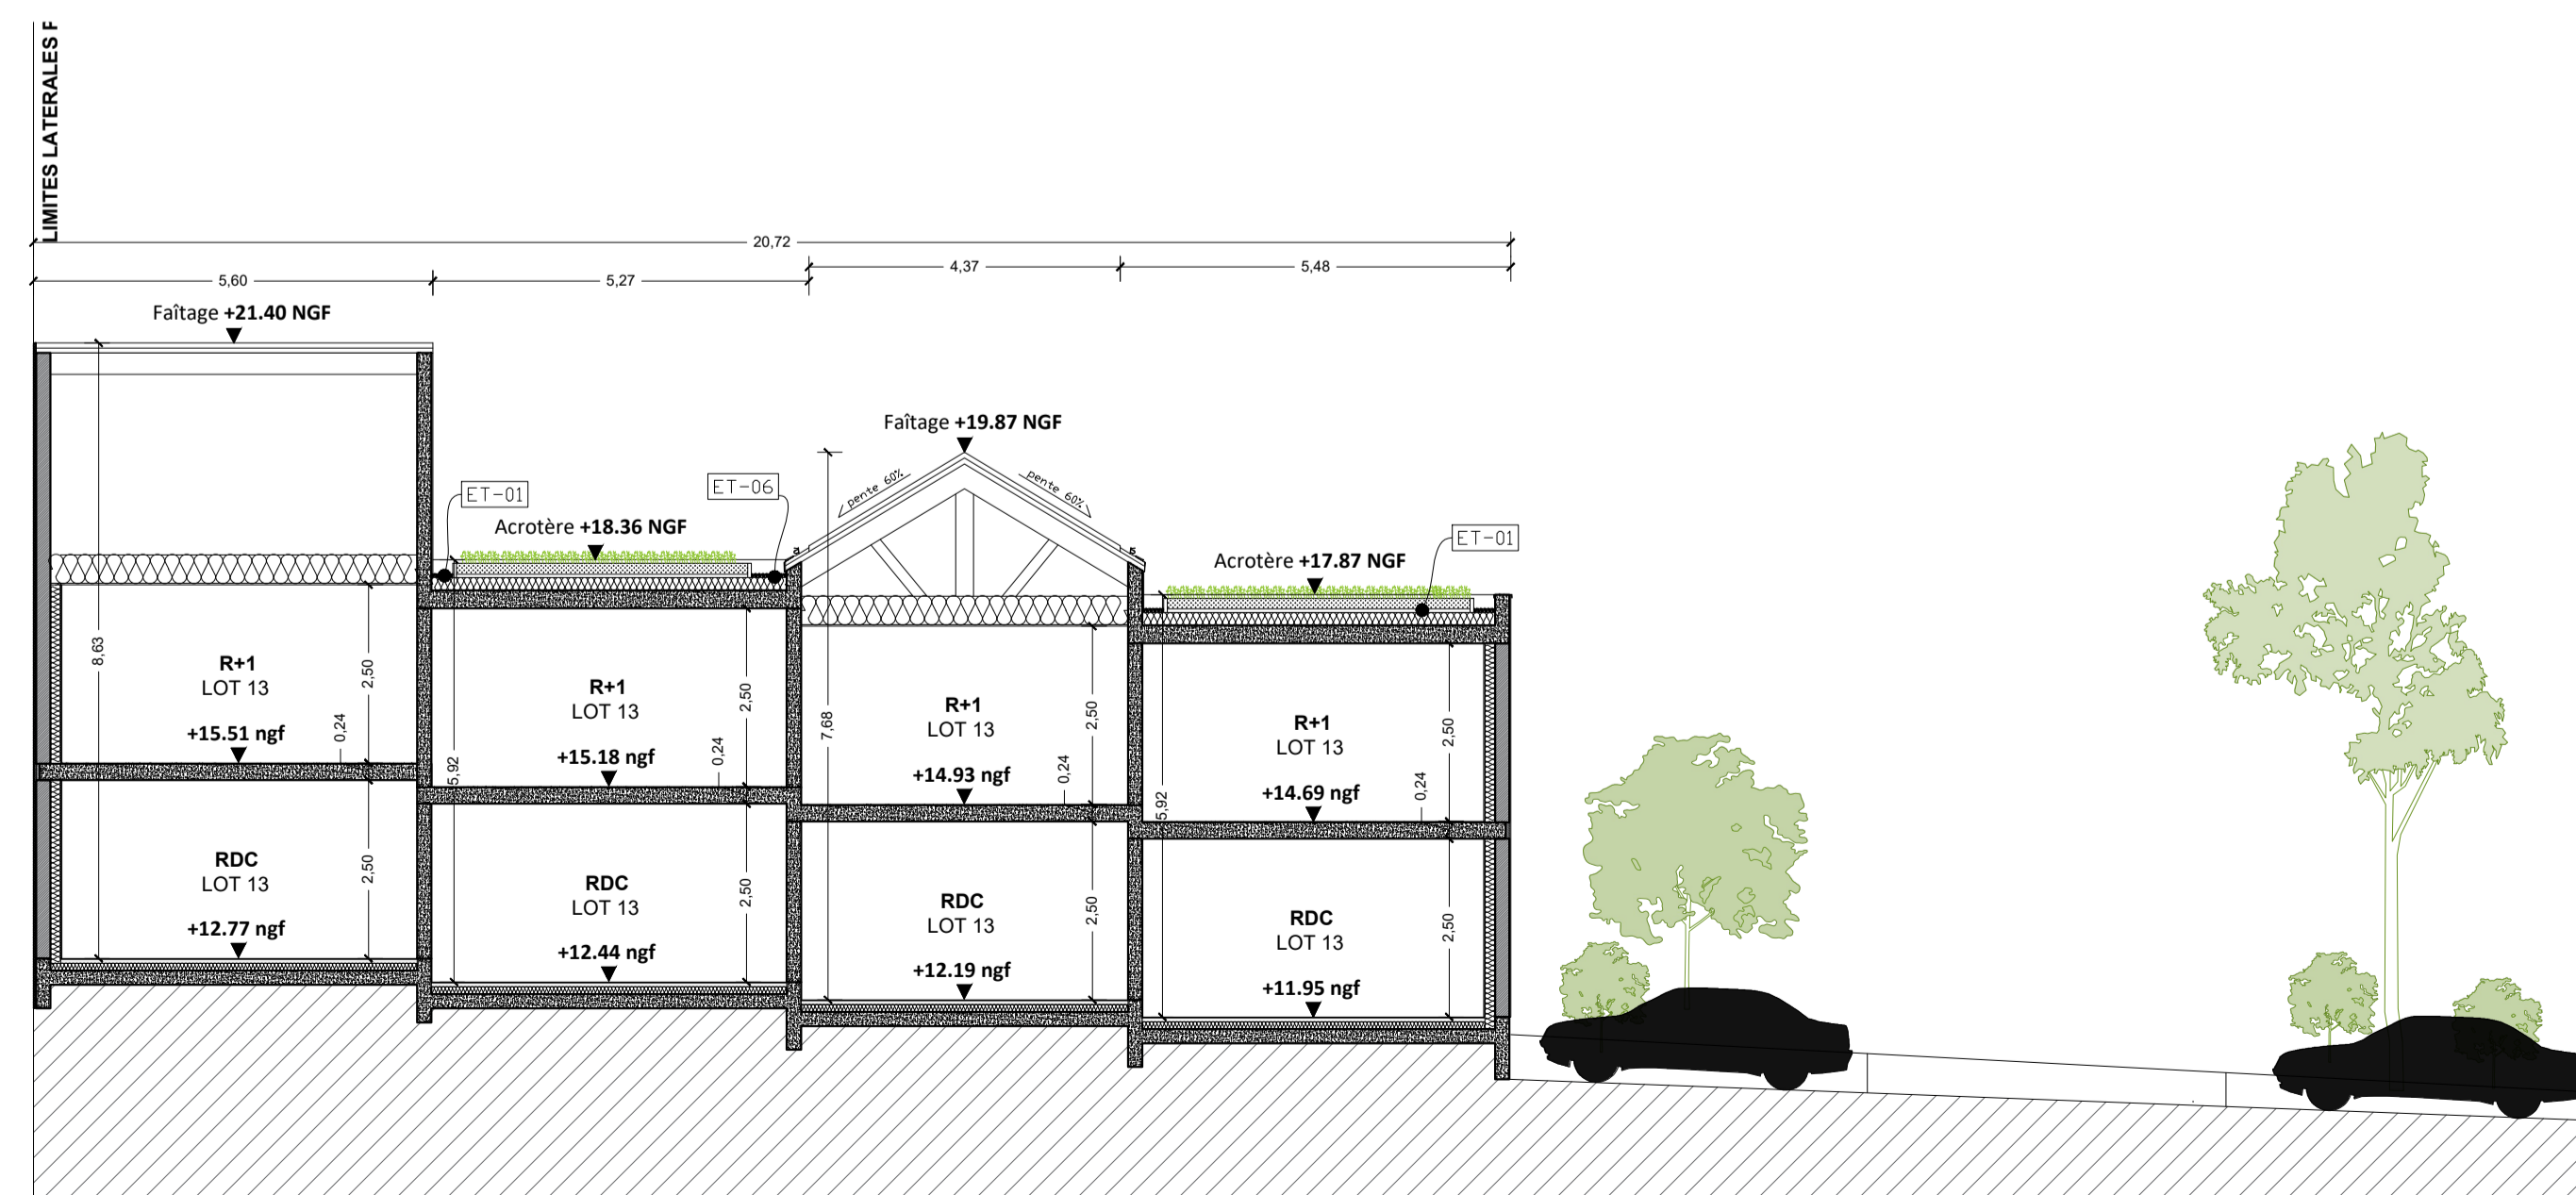 LIMITES LATERALES
20,72
5,60
5,27
4,37
5,48
Faîtage +21.40 NGF
Faîtage +19.87 NGF
pente 60%
pente 60%
ET-01
ET-06
Acrotère +18.36 NGF
ET-01
Acrotère +17.87 NGF
8,63
R+1
LOT 13
+15.51 ngf
0,24
2,50
5,92
R+1
LOT 13
+15.18 ngf
0,24
2,50
7,68
R+1
LOT 13
+14.93 ngf
0,24
2,50
5,92
R+1
LOT 13
+14.69 ngf
0,24
2,50
RDC
LOT 13
+12.77 ngf
2,50
RDC
LOT 13
+12.44 ngf
2,50
RDC
LOT 13
+12.19 ngf
2,50
RDC
LOT 13
+11.95 ngf
2,50